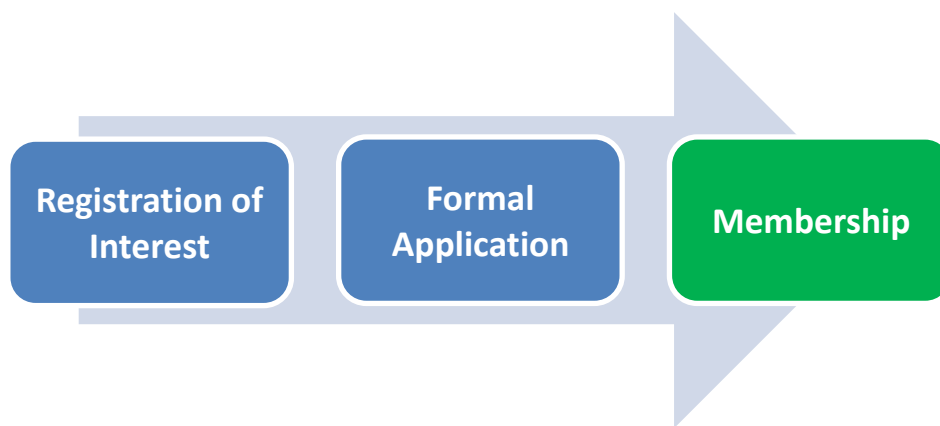 Registration of
Interest
Formal
Application
Membership